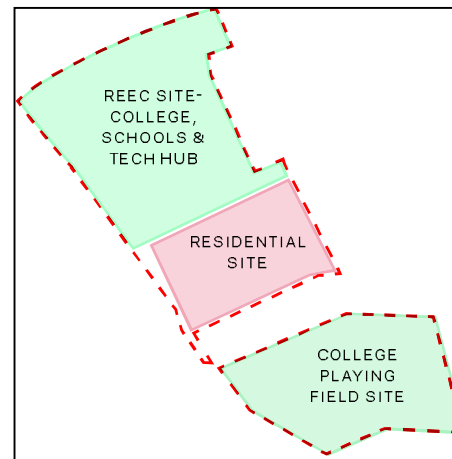 REEC SITE-
COLLEGE,
SCHOOLS &
TECH HUB
RESIDENTIAL
SITE
COLLEGE
PLAYING
FIELD SITE